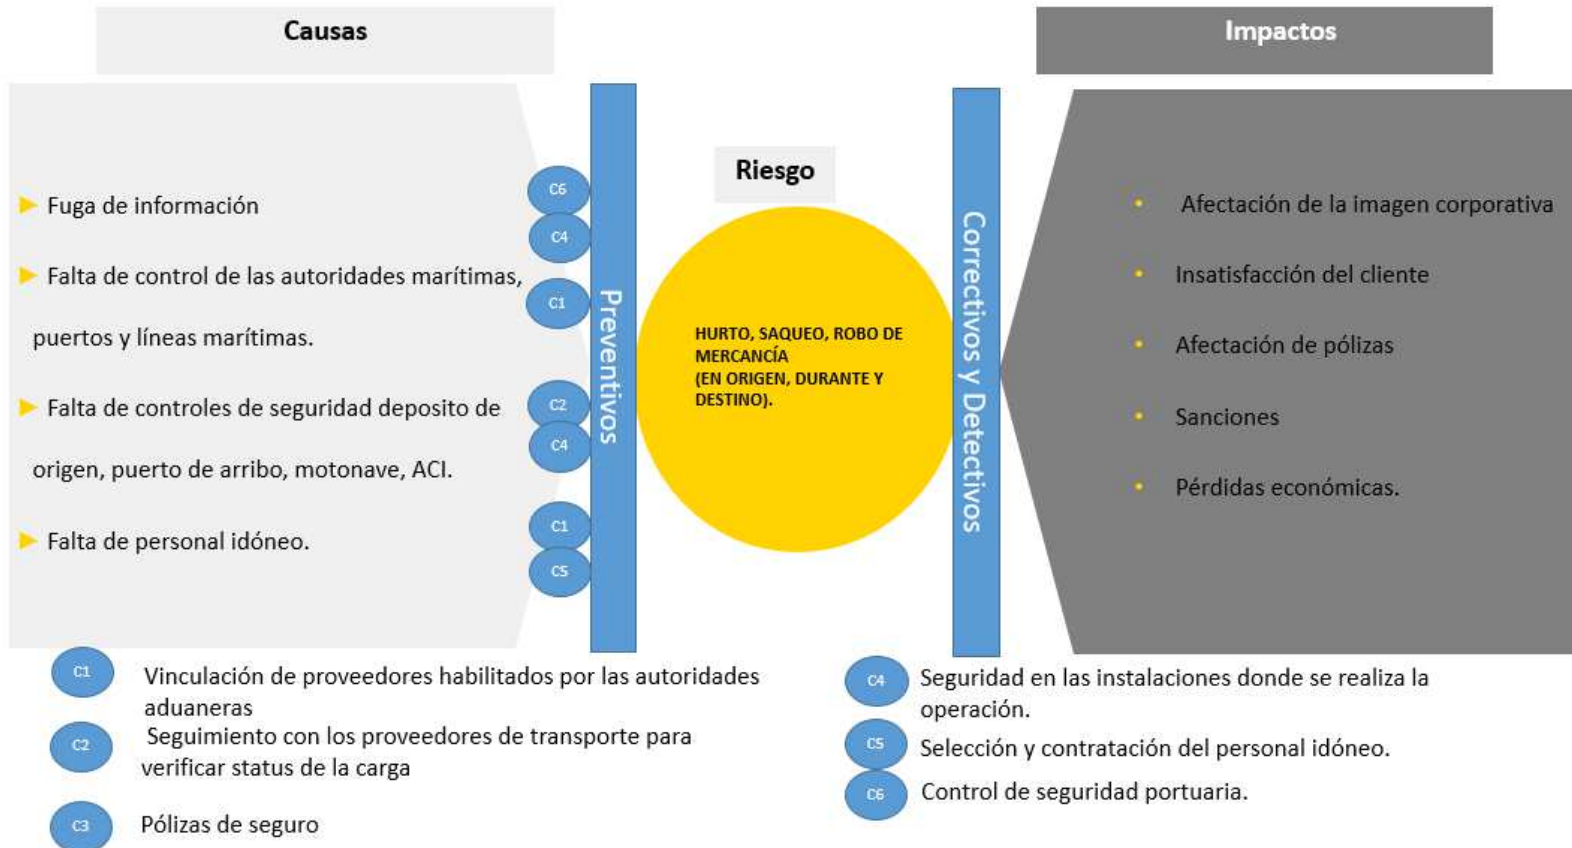 Causas
Impactos
Riesgo
Fuga de información
Falta de control de las autoridades marítimas,
puertos y líneas marítimas.
Falta de controles de seguridad deposito de
origen, puerto de arribo, motonave, ACI.
Falta de personal idóneo.
C6
C4
C1
C2
C4
C1
C5
Preventivos
HURTO, SAQUEO, ROBO DE
MERCANCÍA
(EN ORIGEN, DURANTE Y
DESTINO).
Correctivos y Detectivos
Afectación de la imagen corporativa
Insatisfacción del cliente
Afectación de pólizas
Sanciones
Pérdidas económicas.
C1
Vinculación de proveedores habilitados por las autoridades
aduaneras
C2
Seguimiento con los proveedores de transporte para
verificar status de la carga
C3
Pólizas de seguro
C4
Seguridad en las instalaciones donde se realiza la
operación.
C5
Selección y contratación del personal idóneo.
C6
Control de seguridad portuaria.